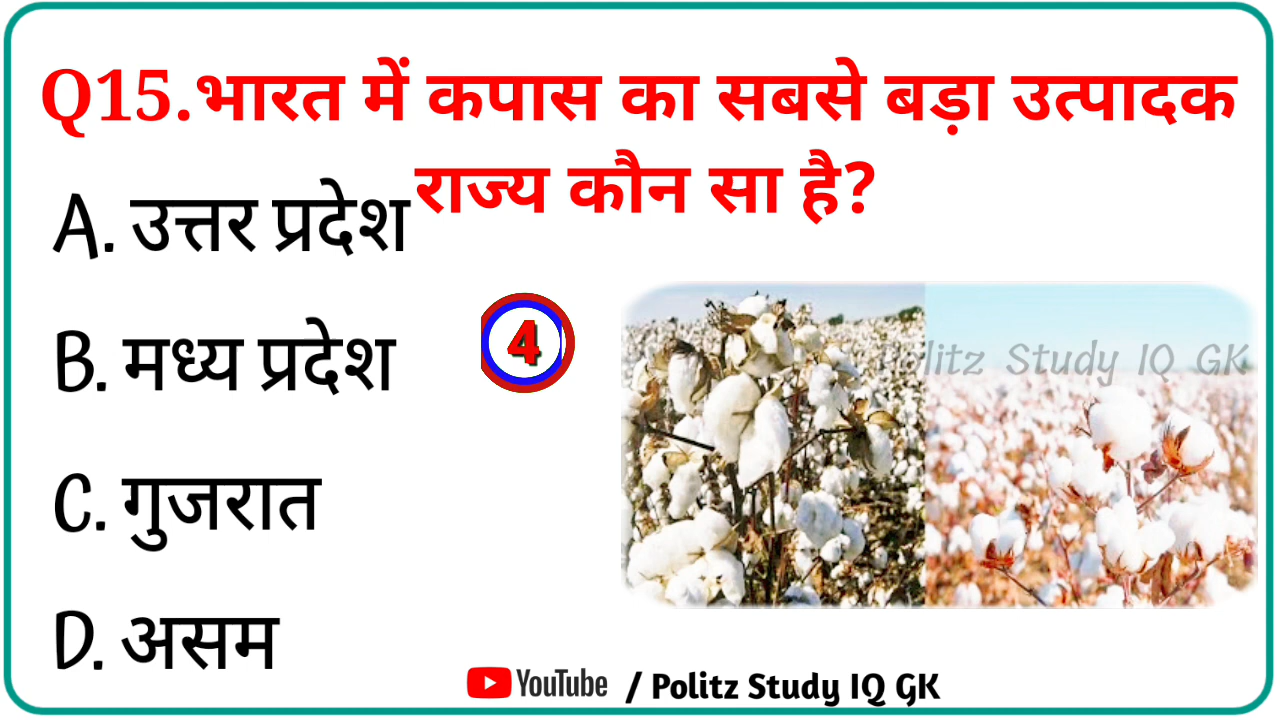 Q15.भारत में कपास का सबसे बड़ा उत्पादक
राज्य कौन सा है?
A. उत्तर प्रदेश
B. मध्य प्रदेश
4
Politz Study IQ GK
C. गुजरात
D. असम
YouTube / Politz Study IQ GK